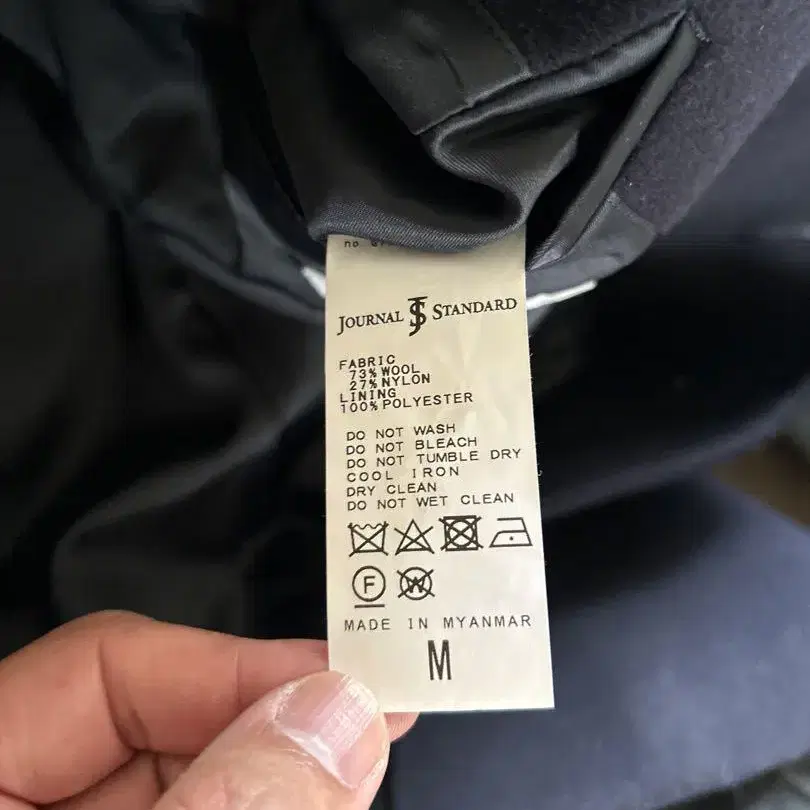 no
JOURNAL JS STANDARD
FABRIC
73% WOOL
27% NYLON
LINING
100% POLYESTER
DO NOT WASH
DO NOT BLEACH
DO NOT TUMBLE DRY
COOL IRON
DRY CLEAN
DO NOT WET CLEAN
F W
MADE IN MYANMAR
M